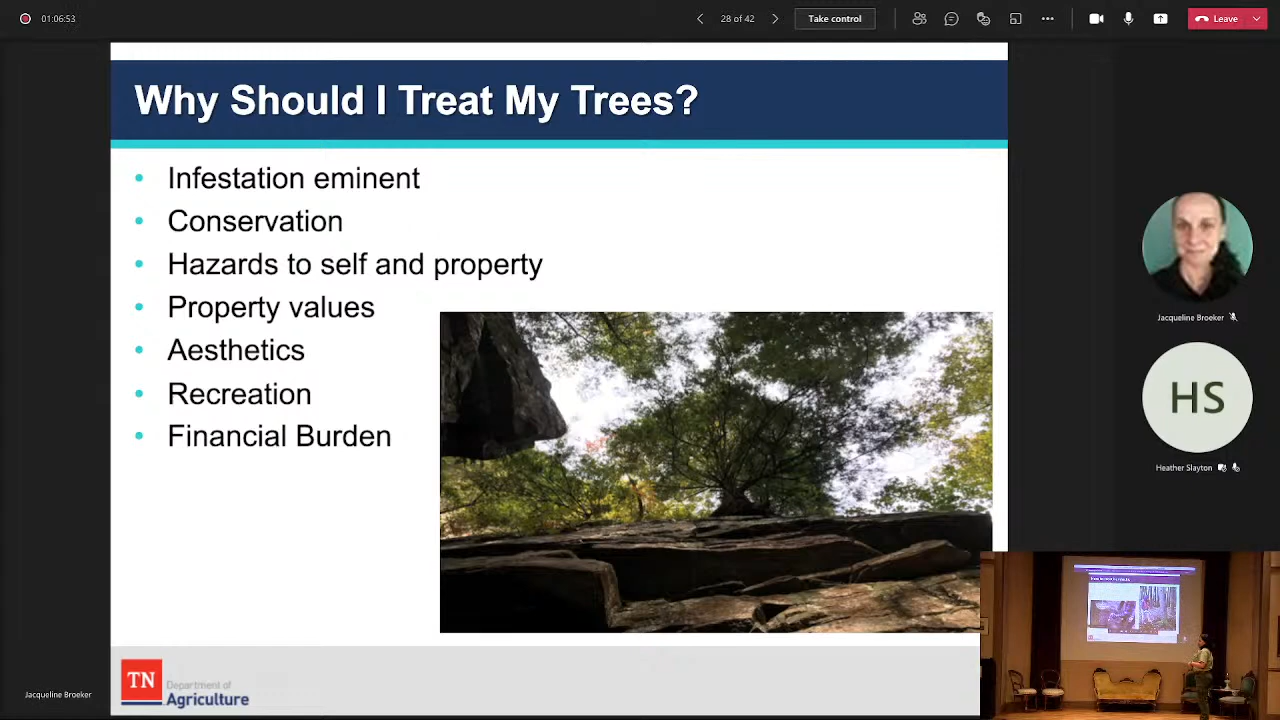 01:06:53
28 of 42
Take control
Leave
Why Should I Treat My Trees?
• Infestation eminent
• Conservation
• Hazards to self and property
• Property values
• Aesthetics
• Recreation
• Financial Burden
Jacqueline Broeker
HS
Heather Slayton
TN
Department of
Agriculture
Jacqueline Broeker